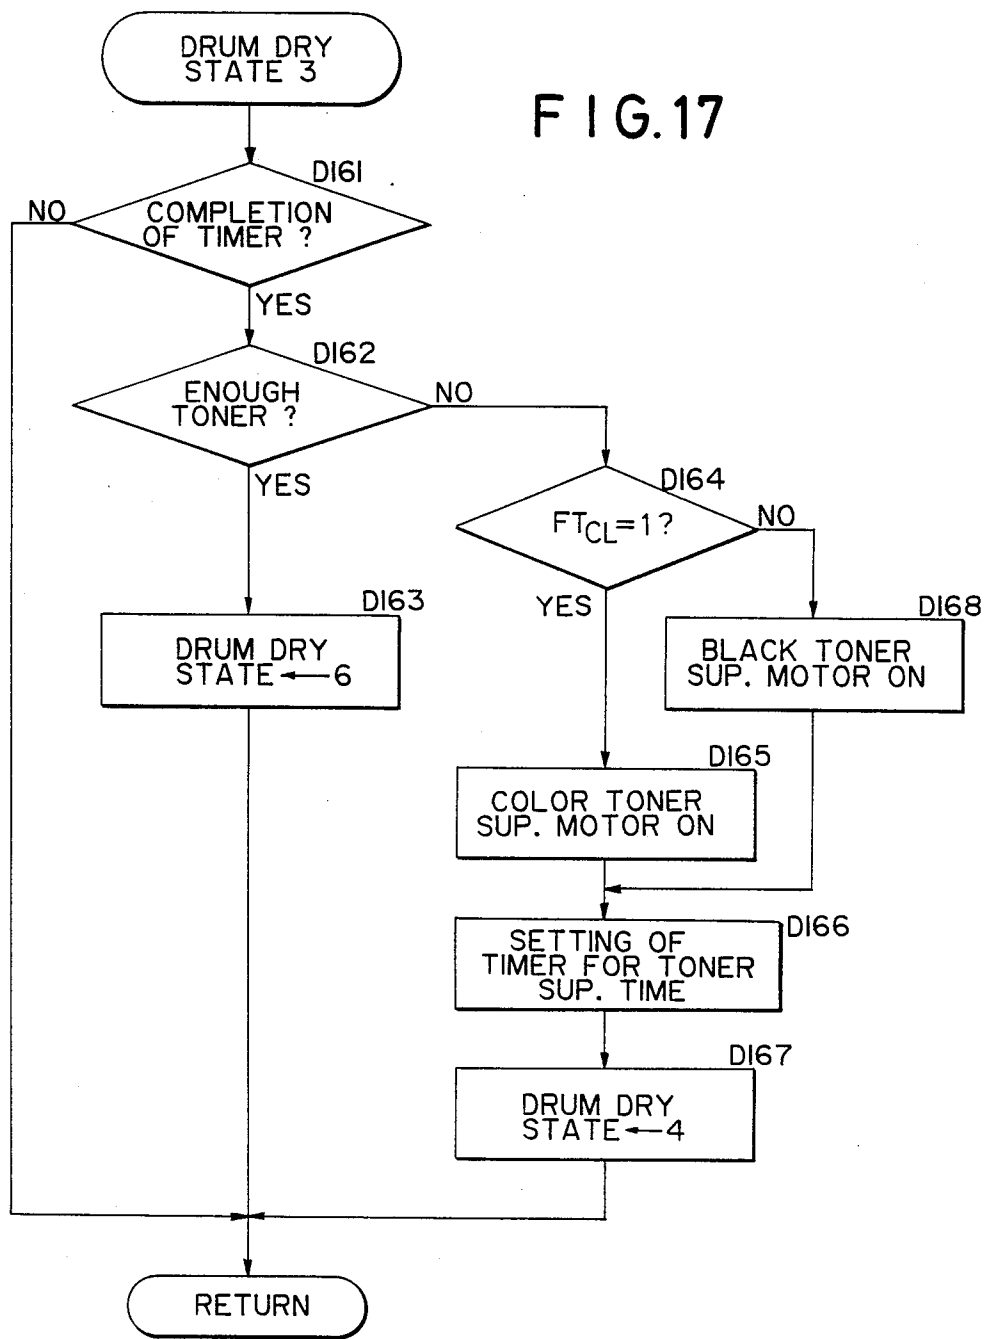 DRUM DRY
STATE 3
FIG.17
D161
NO
COMPLETION
OF TIMER ?
YES
D162
ENOUGH
TONER ?
NO
YES
D164
FTCL=1?
NO
YES
D163
DRUM DRY
STATE ← 6
D168
BLACK TONER
SUP. MOTOR ON
D165
COLOR TONER
SUP. MOTOR ON
D166
SETTING OF
TIMER FOR TONER
SUP. TIME
D167
DRUM DRY
STATE ← 4
RETURN